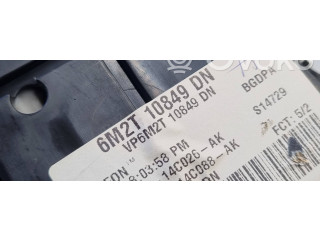 6M2T 10849 DN
VP6M2T 10849 DN
8:03:58 PM
14C026-AK
14C088-AK
DN
BGDPA
S14729
FCT: 5/2